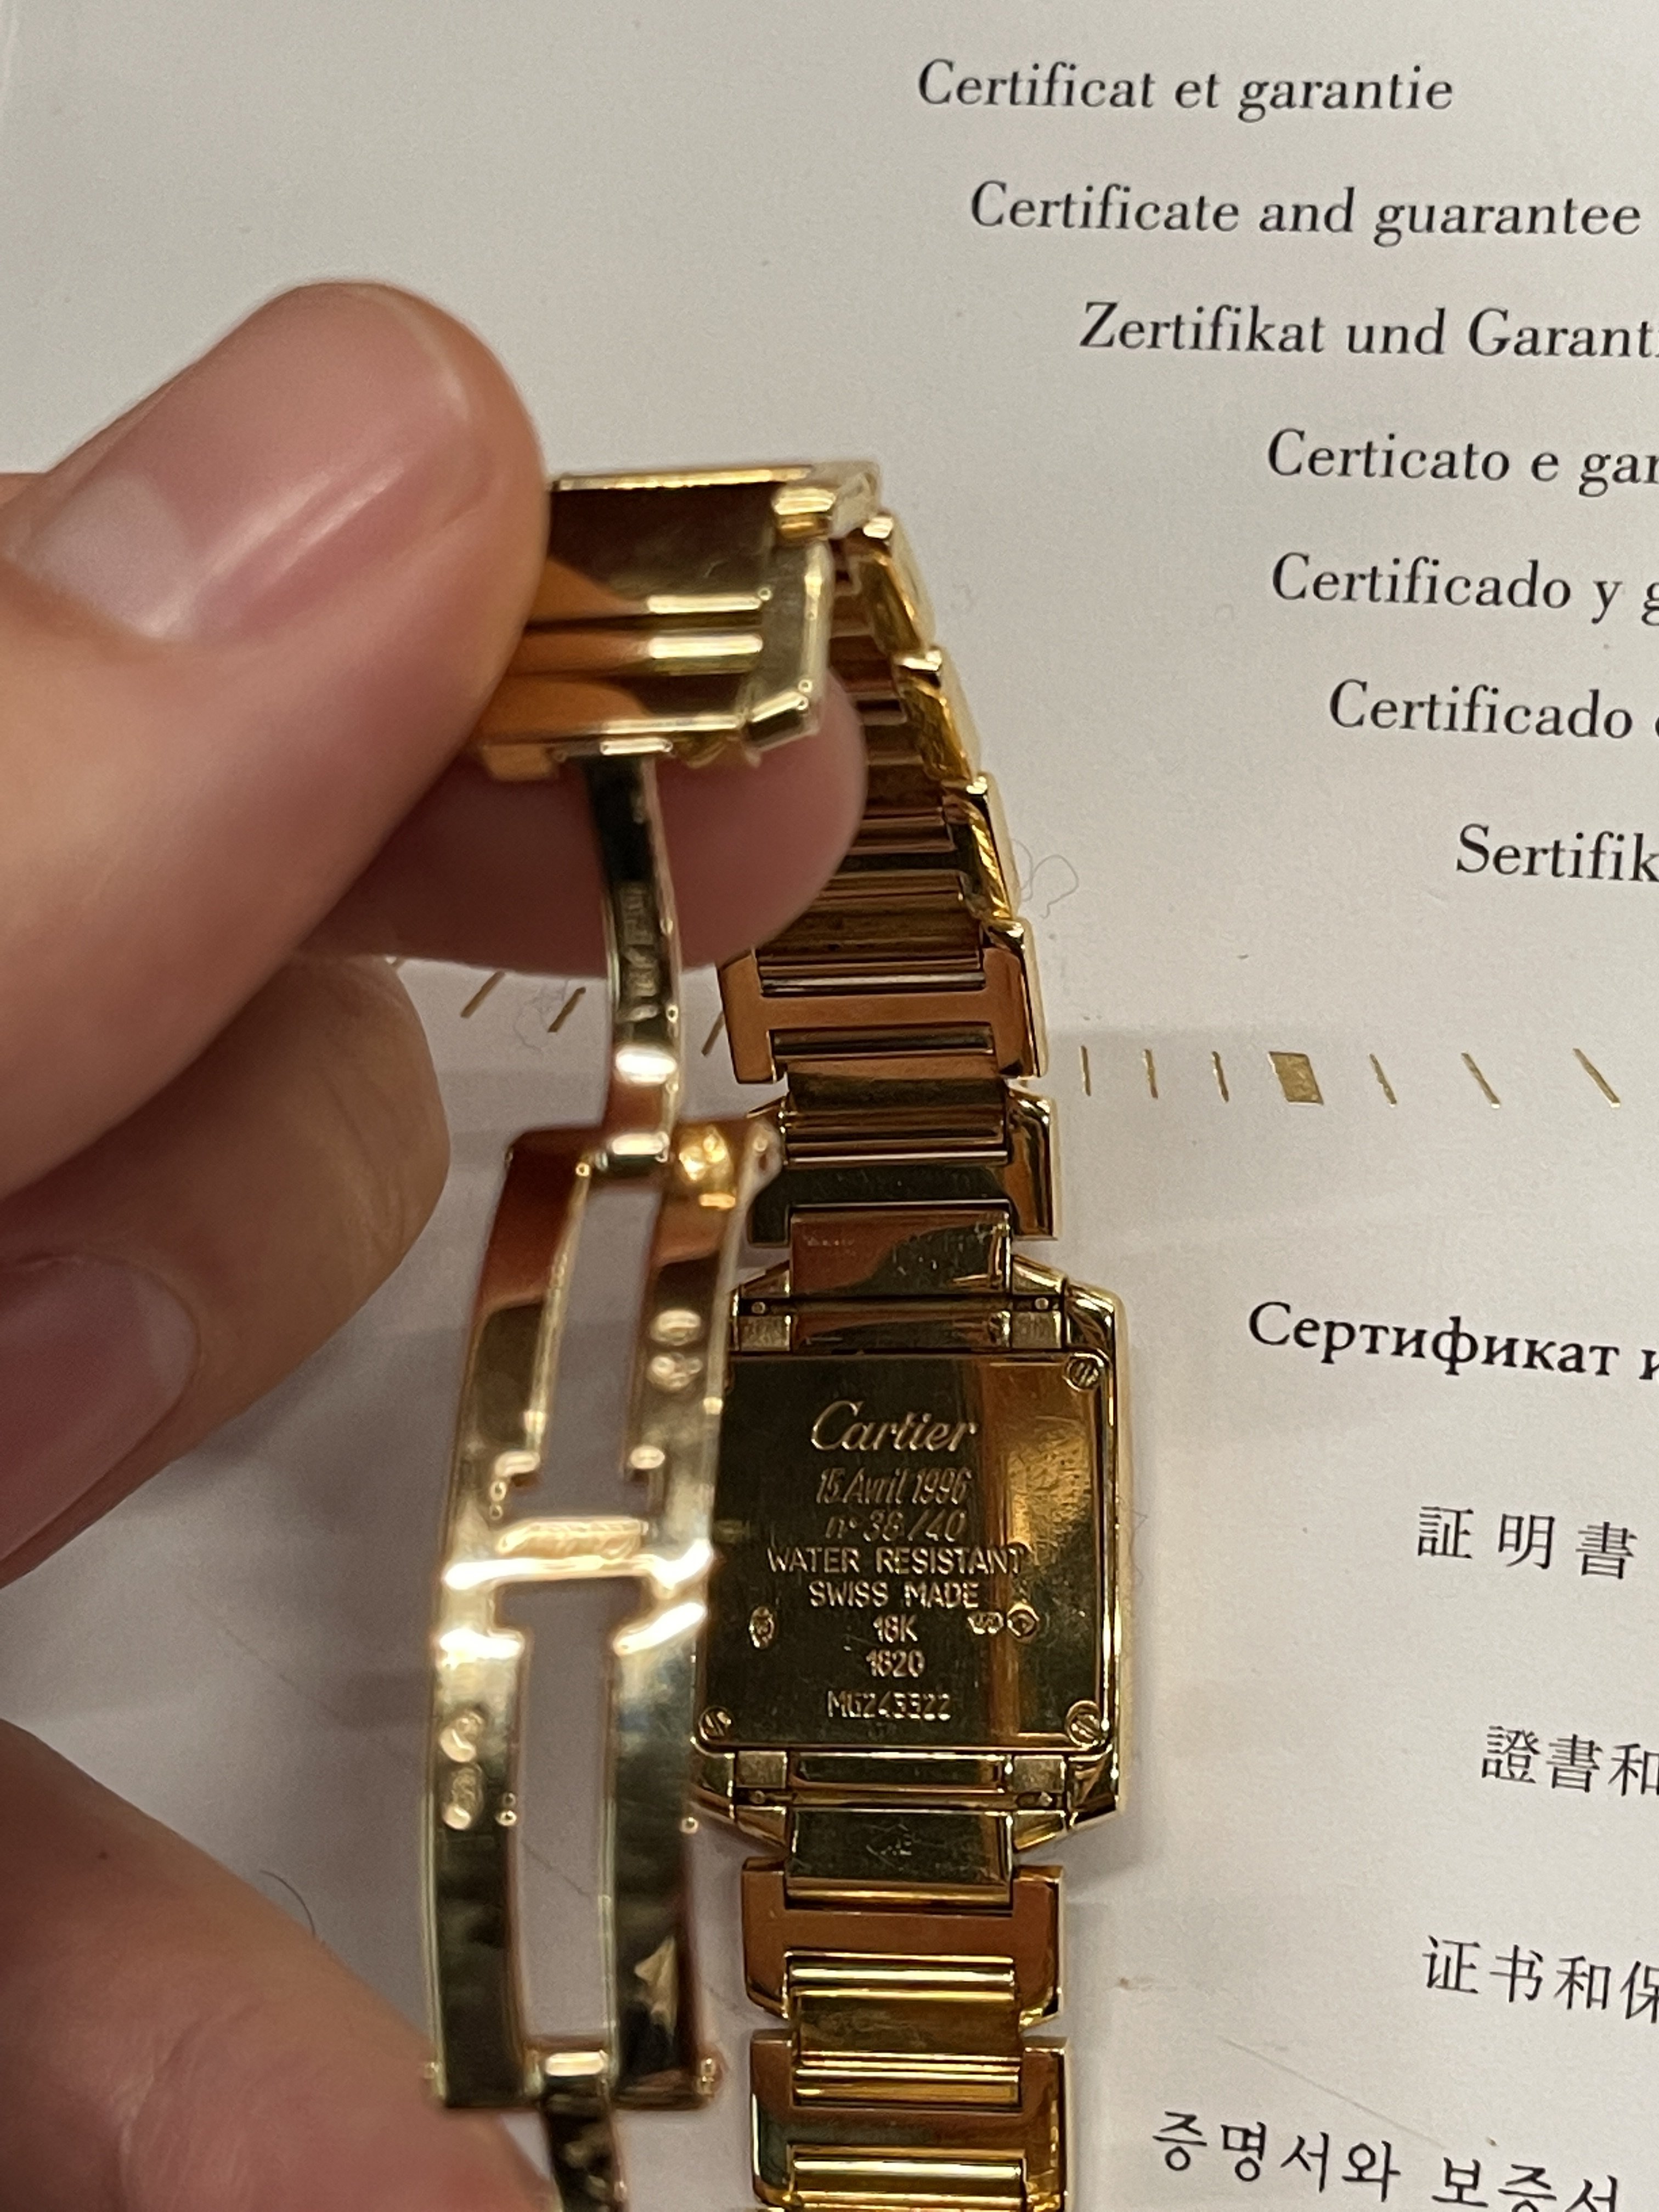 Certificat et garantie
Certificate and guarantee
Zertifikat und Garanti
Certicato e gar
Certificado y g
Certificado
Sertifik
Сертификат и
証明書
證書和
证书和保
증명서와 보증서
Cartier
15 Avril 1996
n° 38/40
WATER RESISTANT
SWISS MADE
18K
1820
MG243322